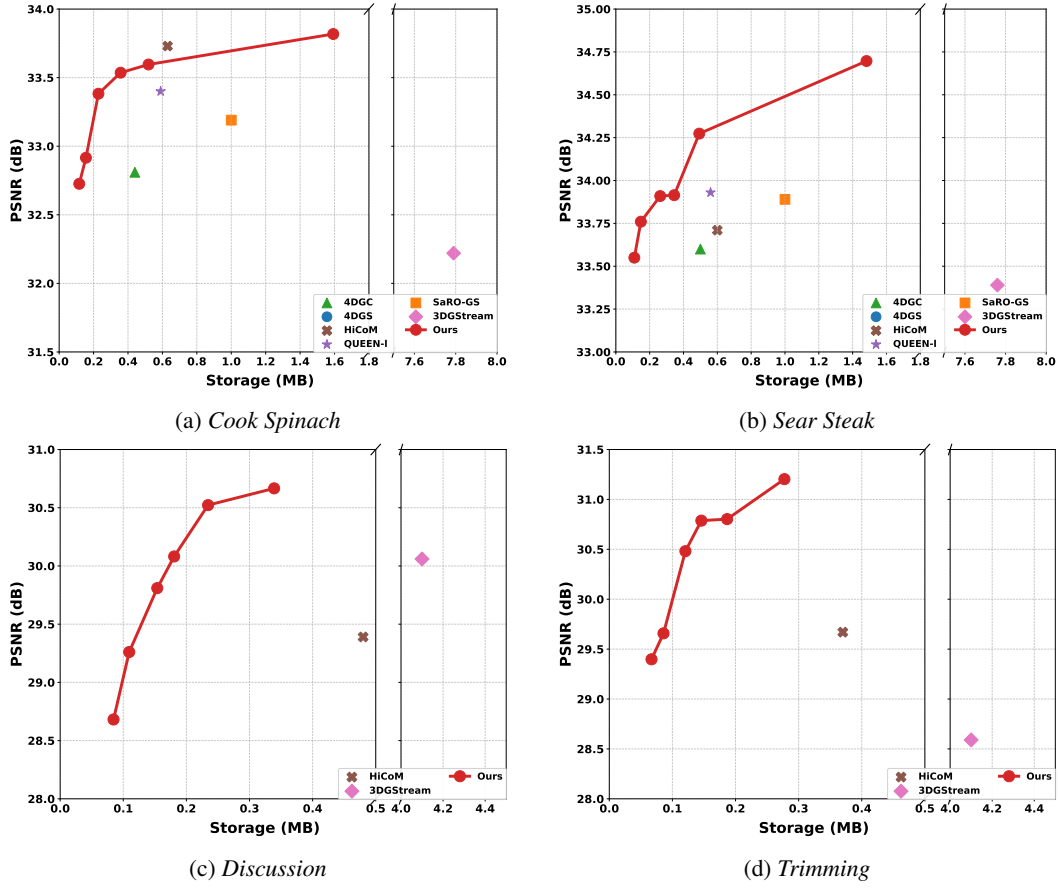 34.0
33.5
33.0
32.5
32.0
31.5
PSNR (dB)
0.0 0.2 0.4 0.6 0.8 1.0 1.2 1.4 1.6 1.8 7.6 7.8 8.0
Storage (MB)
4DGC
4DGS
HiCoM
QUEEN-I
SaRO-GS
3DGStream
Ours
(a) Cook Spinach
35.00
34.75
34.50
34.25
34.00
33.75
33.50
33.25
33.00
PSNR (dB)
0.0 0.2 0.4 0.6 0.8 1.0 1.2 1.4 1.6 1.8 7.6 7.8 8.0
Storage (MB)
4DGC
4DGS
HiCoM
QUEEN-I
SaRO-GS
3DGStream
Ours
(b) Sear Steak
31.0
30.5
30.0
29.5
29.0
28.5
28.0
PSNR (dB)
0.0 0.1 0.2 0.3 0.4 0.5 4.0 4.2 4.4
Storage (MB)
HiCoM
3DGStream
Ours
(c) Discussion
31.5
31.0
30.5
30.0
29.5
29.0
28.5
28.0
PSNR (dB)
0.0 0.1 0.2 0.3 0.4 0.5 4.0 4.2 4.4
Storage (MB)
HiCoM
3DGStream
Ours
(d) Trimming